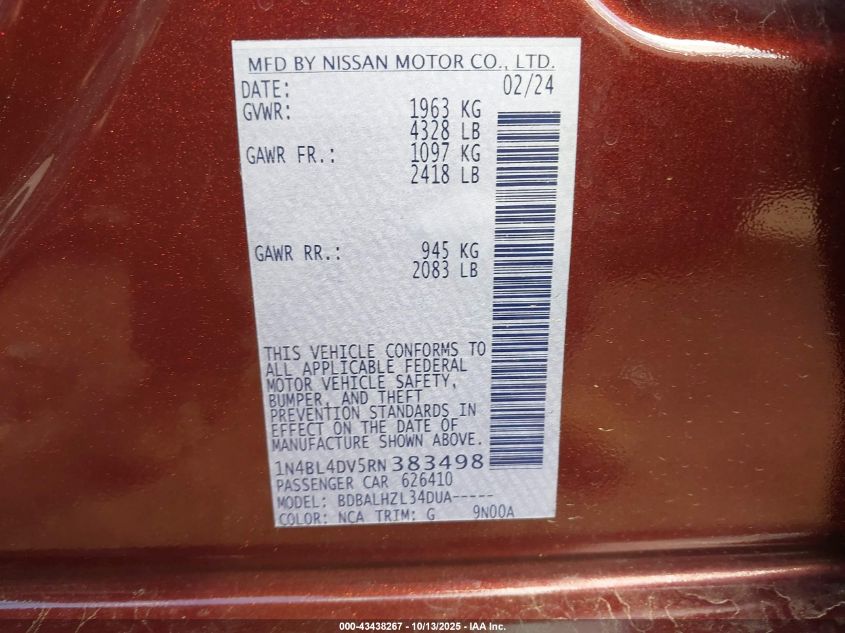 MFD BY NISSAN MOTOR CO., LTD.
DATE: 02/24
GVWR: 1963 KG
4328 LB
GAWR FR.: 1097 KG
2418 LB
GAWR RR.: 945 KG
2083 LB
THIS VEHICLE CONFORMS TO
ALL APPLICABLE FEDERAL
MOTOR VEHICLE SAFETY,
BUMPER, AND THEFT
PREVENTION STANDARDS IN
EFFECT ON THE DATE OF
MANUFACTURE SHOWN ABOVE.
1N4BL4DV5RN383498
PASSENGER CAR 626410
MODEL: BDBALHZL34DUA-----
COLOR: NCA TRIM: G 9N00A
000-43438267 - 10/13/2025 - IAA Inc.